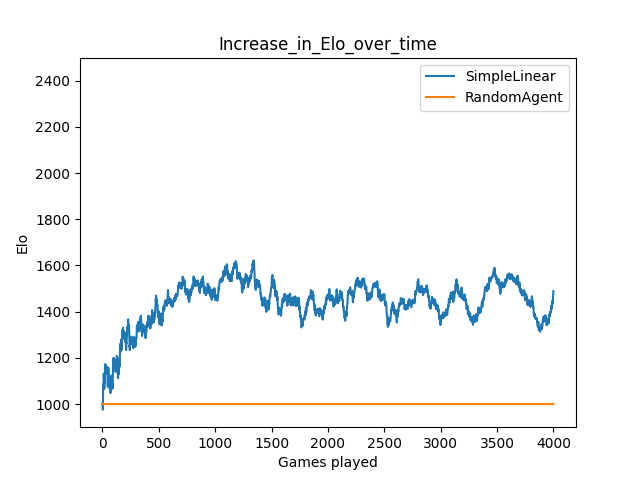 Increase_in_Elo_over_time
SimpleLinear
RandomAgent
2400
2200
2000
1800
1600
1400
1200
1000
Elo
0 500 1000 1500 2000 2500 3000 3500 4000
Games played